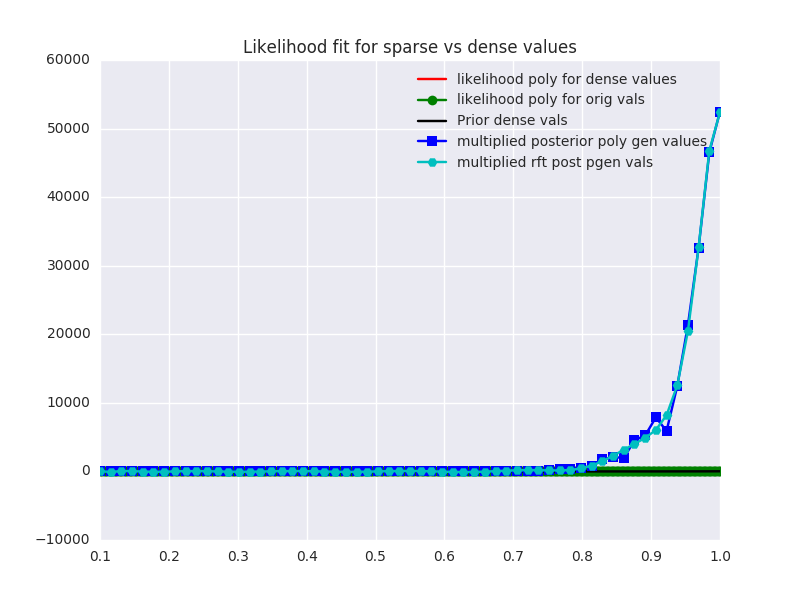 Likelihood fit for sparse vs dense values
60000
50000
40000
30000
20000
10000
0
−10000
likelihood poly for dense values
likelihood poly for orig vals
Prior dense vals
multiplied posterior poly gen values
multiplied rft post pgen vals
0.1 0.2 0.3 0.4 0.5 0.6 0.7 0.8 0.9 1.0